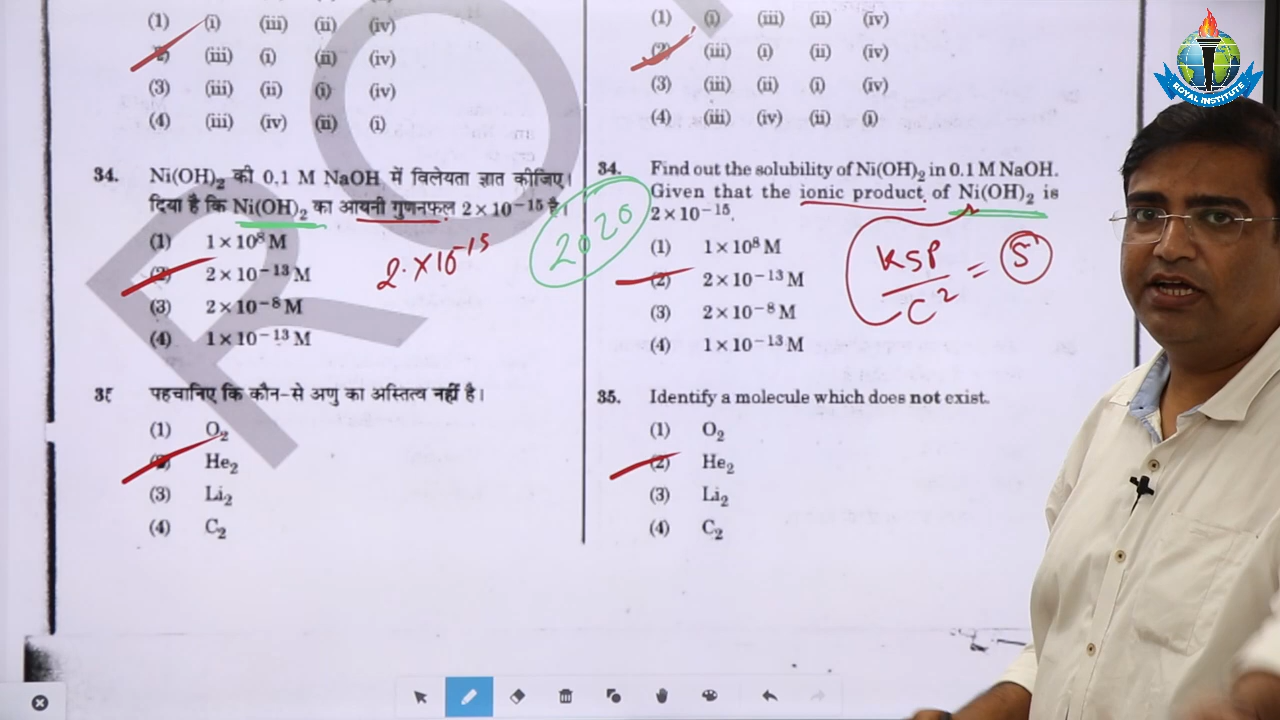 (1) (i) (iii) (ii) (iv)
(2) (iii) (i) (ii) (iv)
(3) (iii) (ii) (i) (iv)
(4) (iii) (iv) (ii) (i)
34. Ni(OH)₂ की 0.1 M NaOH में विलेयता ज्ञात कीजिए।
दिया है कि Ni(OH)₂ का आयनी गुणनफल 2×10⁻¹⁵ है।
(1) 1×10⁸ M
(2) 2×10⁻¹³ M
(3) 2×10⁻⁸ M
(4) 1×10⁻¹³ M
2.×10⁻¹⁵
2020
35 पहचानिए कि कौन-से अणु का अस्तित्व नहीं है।
(1) O₂
(2) He₂
(3) Li₂
(4) C₂
(1) (i) (iii) (ii) (iv)
(2) (iii) (i) (ii) (iv)
(3) (iii) (ii) (i) (iv)
(4) (iii) (iv) (ii) (i)
34. Find out the solubility of Ni(OH)₂ in 0.1 M NaOH.
Given that the ionic product of Ni(OH)₂ is
2×10⁻¹⁵.
(1) 1×10⁸ M
(2) 2×10⁻¹³ M
(3) 2×10⁻⁸ M
(4) 1×10⁻¹³ M
KSP
C² = S'
35. Identify a molecule which does not exist.
(1) O₂
(2) He₂
(3) Li₂
(4) C₂
ROYAL INSTITUTE